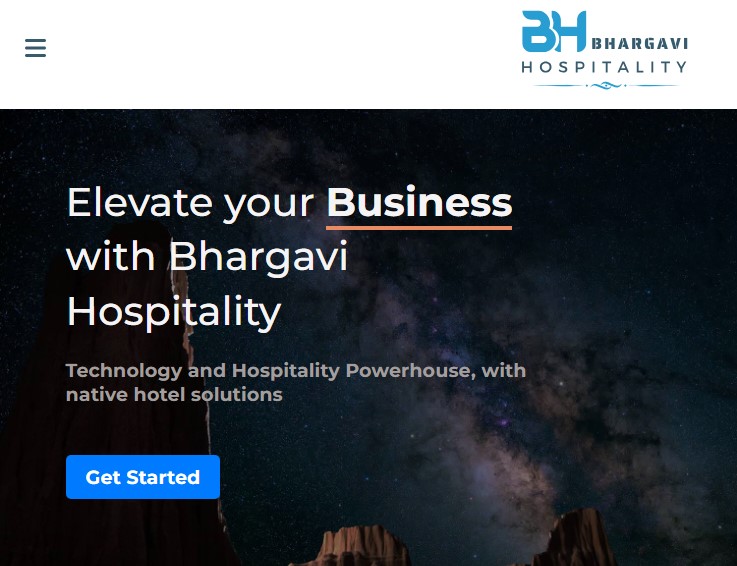 BH BHARGAVI
HOSPITALITY
Elevate your Business
with Bhargavi
Hospitality
Technology and Hospitality Powerhouse, with
native hotel solutions
Get Started